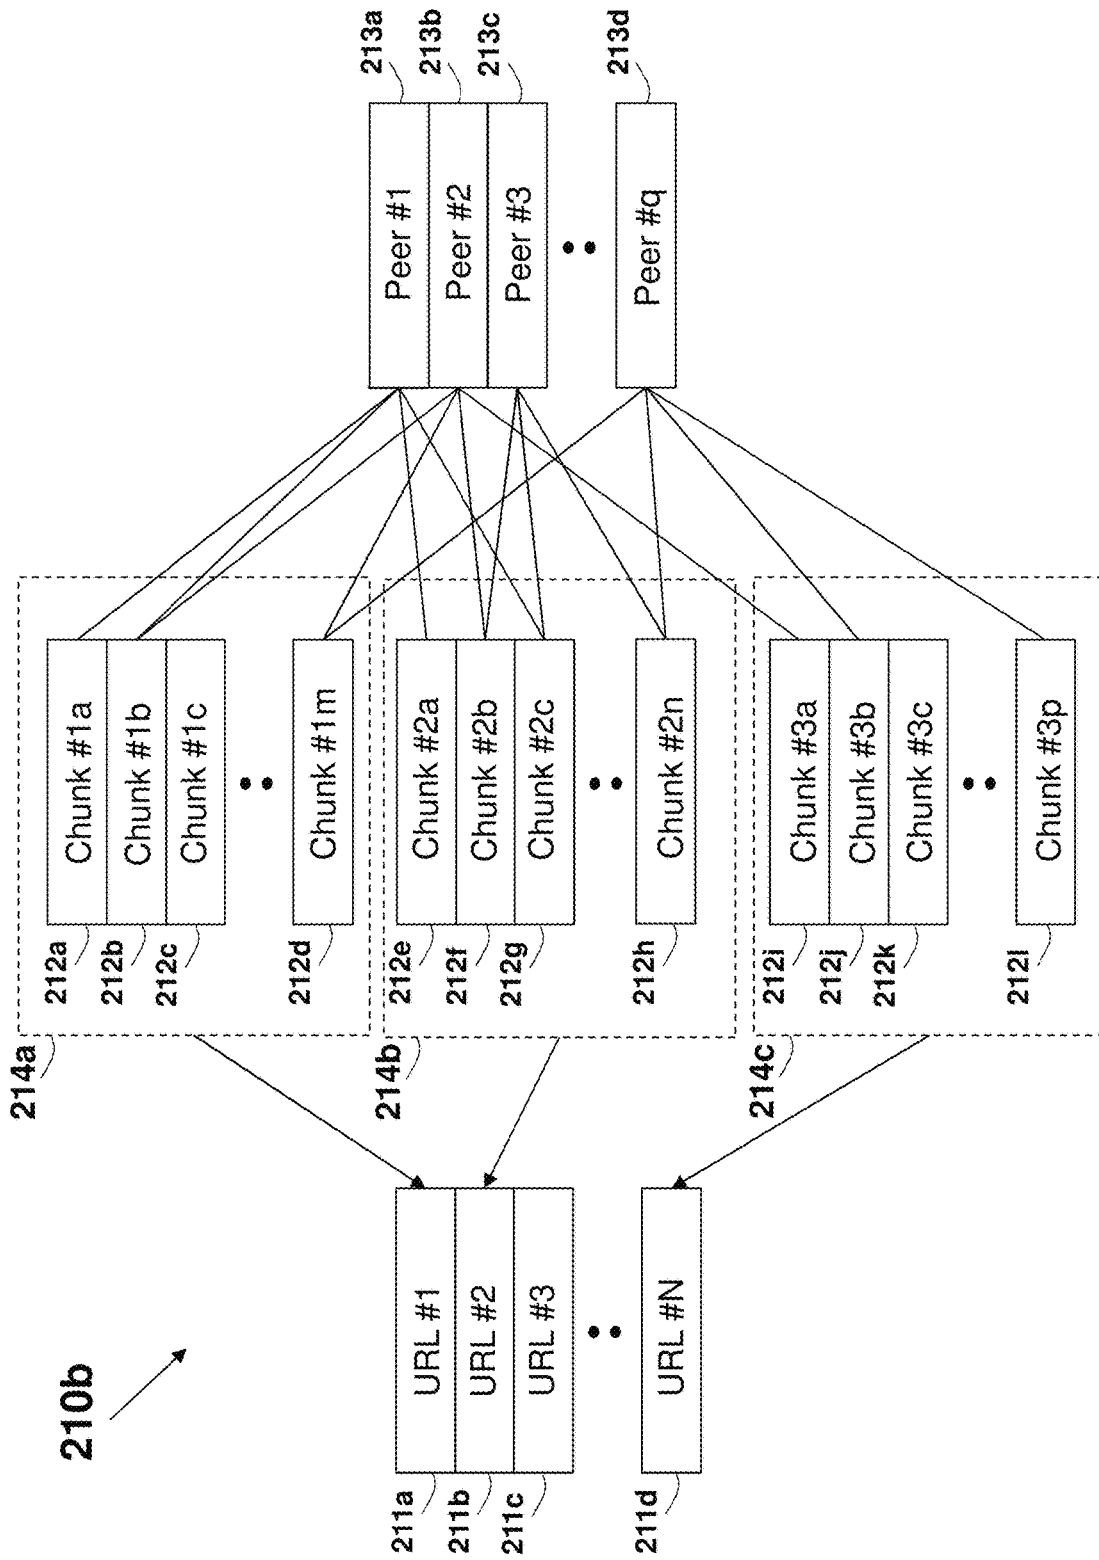 210b
211a
URL #1
211b
URL #2
211c
URL #3
211d
URL #N
214a
212a
Chunk #1a
212b
Chunk #1b
212c
Chunk #1c
212d
Chunk #1m
214b
212e
Chunk #2a
212f
Chunk #2b
212g
Chunk #2c
212h
Chunk #2n
214c
212i
Chunk #3a
212j
Chunk #3b
212k
Chunk #3c
212l
Chunk #3p
Peer #1
213a
Peer #2
213b
Peer #3
213c
Peer #q
213d